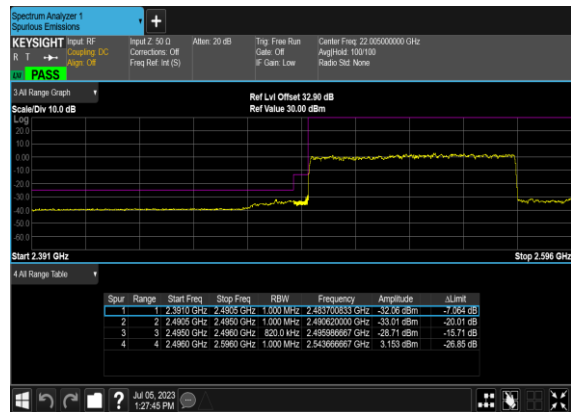 Spectrum Analyzer 1
Spurious Emissions
+
KEYSIGHT Input: RF Input Z: 50 Ω Atten: 20 dB Trig: Free Run Center Freq: 22.005000000 GHz
R T Coupling: DC Corrections: Off Gate: Off Avg|Hold: 100/100
Align: Off Freq Ref: Int (S) IF Gain: Low Radio Std: None
PASS
3 All Range Graph
Ref Lvl Offset 32.90 dB
Scale/Div 10.0 dB Ref Value 30.00 dBm
Log
20.0
10.0
0.00
-10.0
-20.0
-30.0
-40.0
-50.0
-60.0
Start 2.391 GHz Stop 2.596 GHz
4 All Range Table
Spur Range Start Freq Stop Freq RBW Frequency Amplitude ΔLimit
1 1 2.3910 GHz 2.4905 GHz 1.000 MHz 2.483700833 GHz -32.06 dBm -7.064 dB
2 2 2.4905 GHz 2.4950 GHz 1.000 MHz 2.490620000 GHz -33.01 dBm -20.01 dB
3 3 2.4950 GHz 2.4960 GHz 820.0 kHz 2.495986667 GHz -28.71 dBm -15.71 dB
4 4 2.4960 GHz 2.5960 GHz 1.000 MHz 2.543666667 GHz 3.153 dBm -26.85 dB
?
Jul 05, 2023
1:27:45 PM